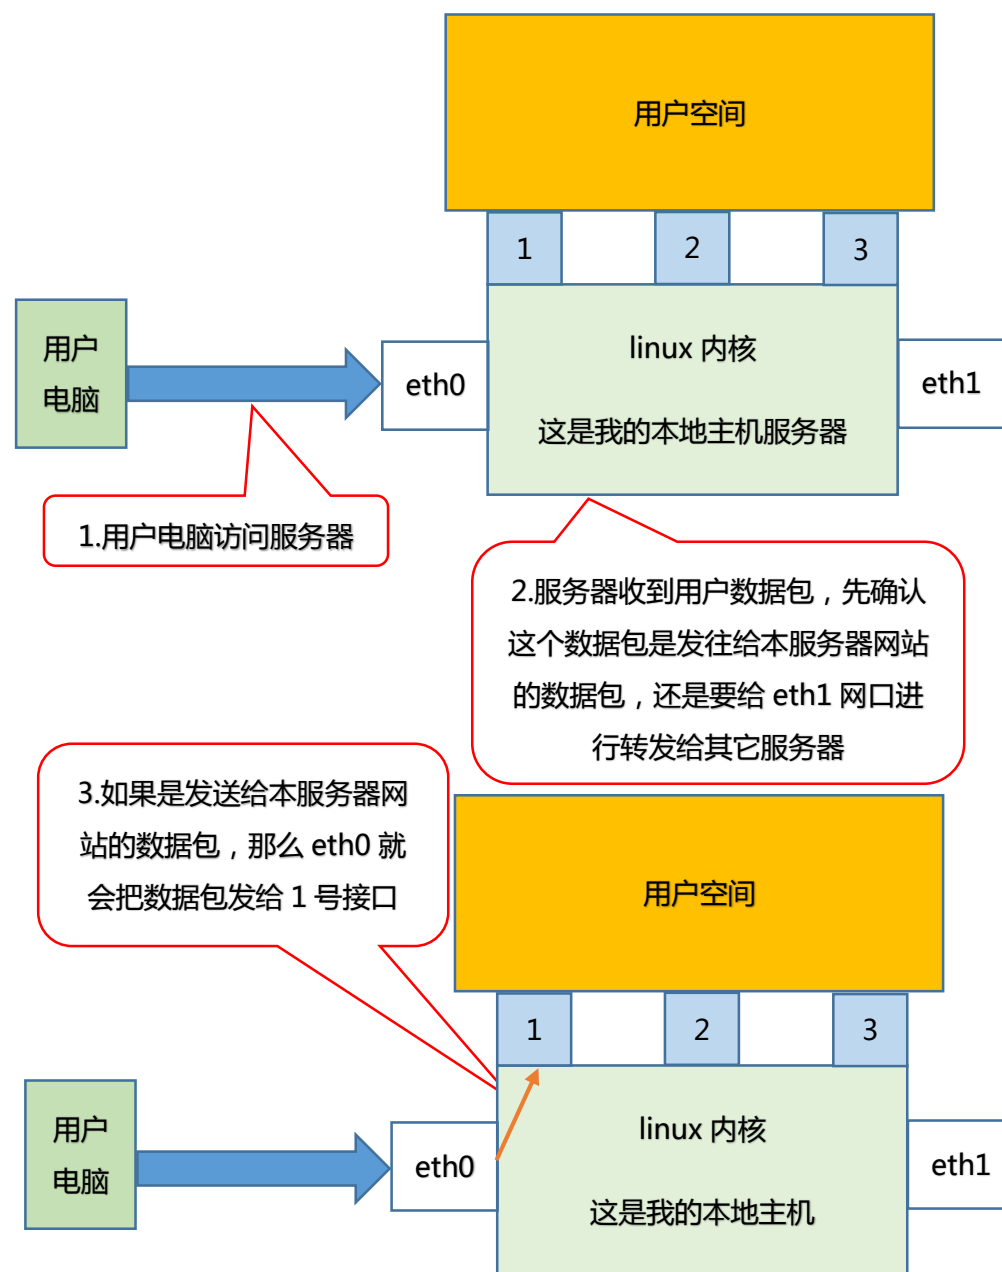 用户空间
1
2
3
用户
电脑
eth0
linux 内核
这是我的本地主机服务器
eth1
1.用户电脑访问服务器
2.服务器收到用户数据包，先确认
这个数据包是发往给本服务器网站
的数据包，还是要给 eth1 网口进
行转发给其它服务器
3.如果是发送给本服务器网
站的数据包，那么 eth0 就
会把数据包发给 1 号接口
用户空间
1
2
3
用户
电脑
eth0
linux 内核
这是我的本地主机
eth1